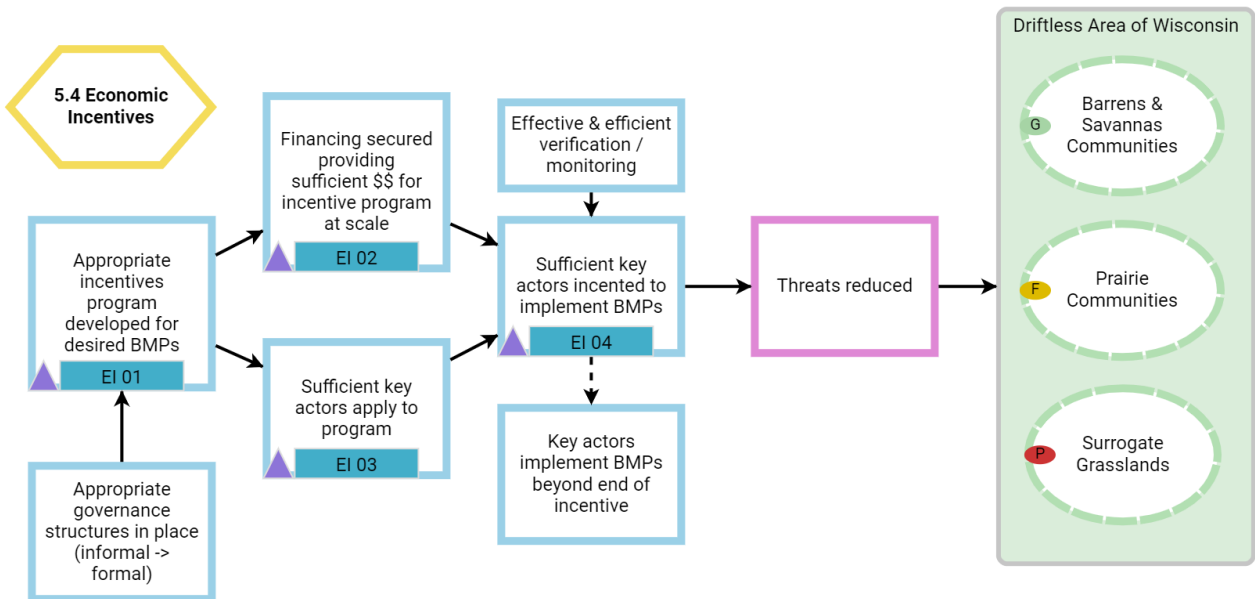 5.4 Economic
Incentives
Appropriate
incentives
program
developed for
desired BMPs
EI 01
Appropriate
governance
structures in place
(informal ->
formal)
Financing secured
providing
sufficient $$ for
incentive program
at scale
EI 02
Sufficient key
actors apply to
program
EI 03
Effective & efficient
verification /
monitoring
Sufficient key
actors incented to
implement BMPs
EI 04
Key actors
implement BMPs
beyond end of
incentive
Threats reduced
Driftless Area of Wisconsin
G
Barrens &
Savannas
Communities
F
Prairie
Communities
P
Surrogate
Grasslands